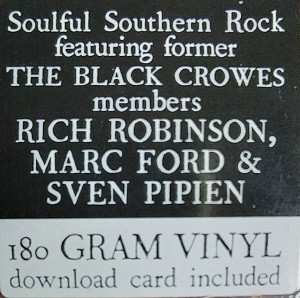 Soulful Southern Rock
featuring former
THE BLACK CROWES
members
RICH ROBINSON,
MARC FORD &
SVEN PIPIEN
180 GRAM VINYL
download card included